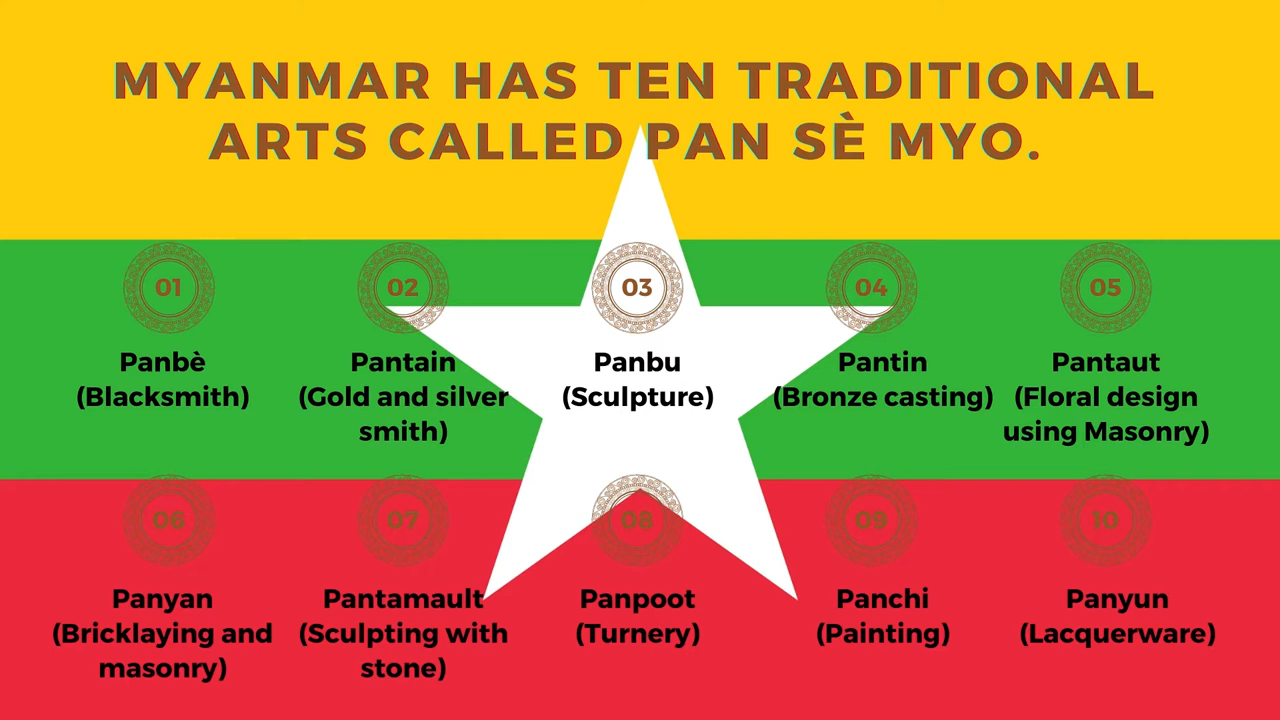 MYANMAR HAS TEN TRADITIONAL
ARTS CALLED PAN SÈ MYO.
01
Panbè
(Blacksmith)
02
Pantain
(Gold and silver
smith)
03
Panbu
(Sculpture)
04
Pantin
(Bronze casting)
05
Pantaut
(Floral design
using Masonry)
06
Panyan
(Bricklaying and
masonry)
07
Pantamault
(Sculpting with
stone)
08
Panpoot
(Turnery)
09
Panchi
(Painting)
10
Panyun
(Lacquerware)